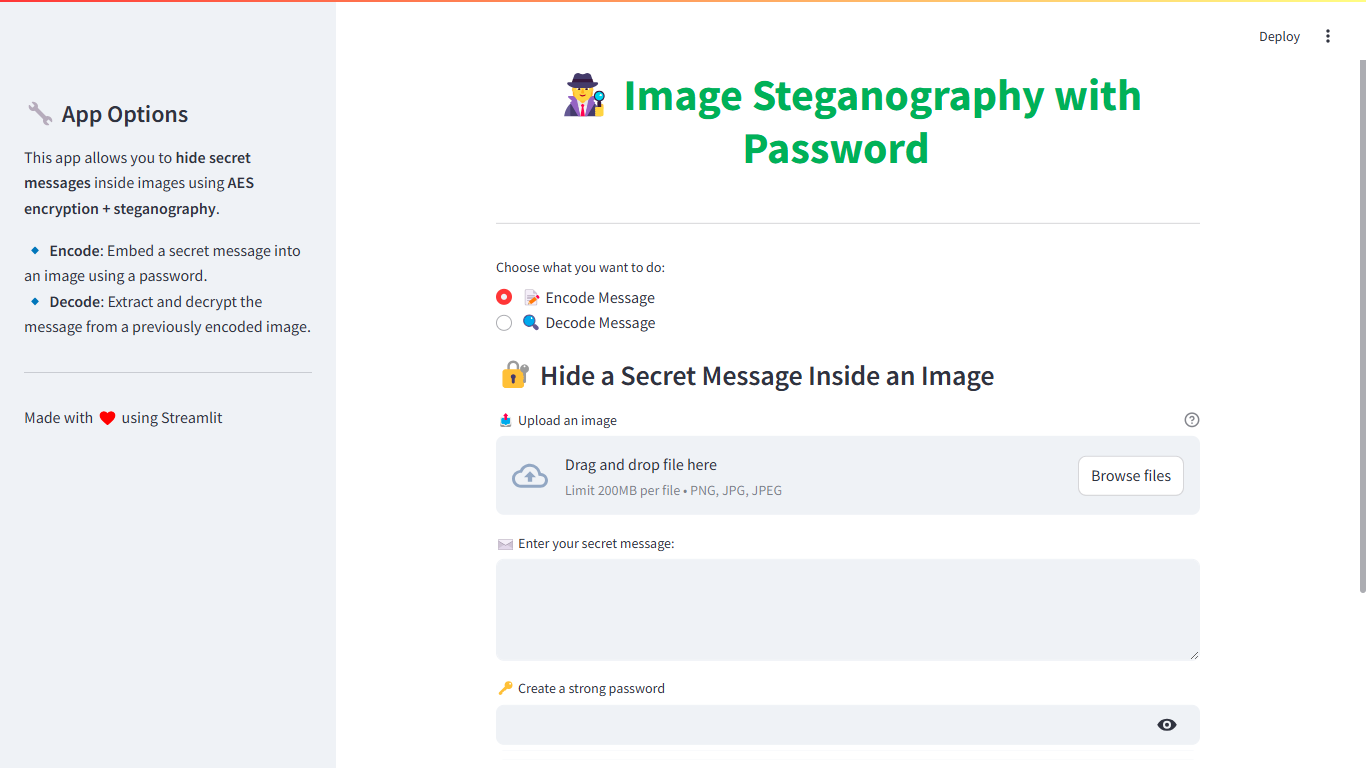 Deploy
🔧 App Options
This app allows you to hide secret
messages inside images using AES
encryption + steganography.
🔹 Encode: Embed a secret message into
an image using a password.
🔹 Decode: Extract and decrypt the
message from a previously encoded image.
Made with ❤️ using Streamlit
🕵️ Image Steganography with
Password
Choose what you want to do:
📝 Encode Message
🔍 Decode Message
🔐 Hide a Secret Message Inside an Image
📤 Upload an image
Drag and drop file here
Limit 200MB per file • PNG, JPG, JPEG
Browse files
✉️ Enter your secret message:
🔑 Create a strong password